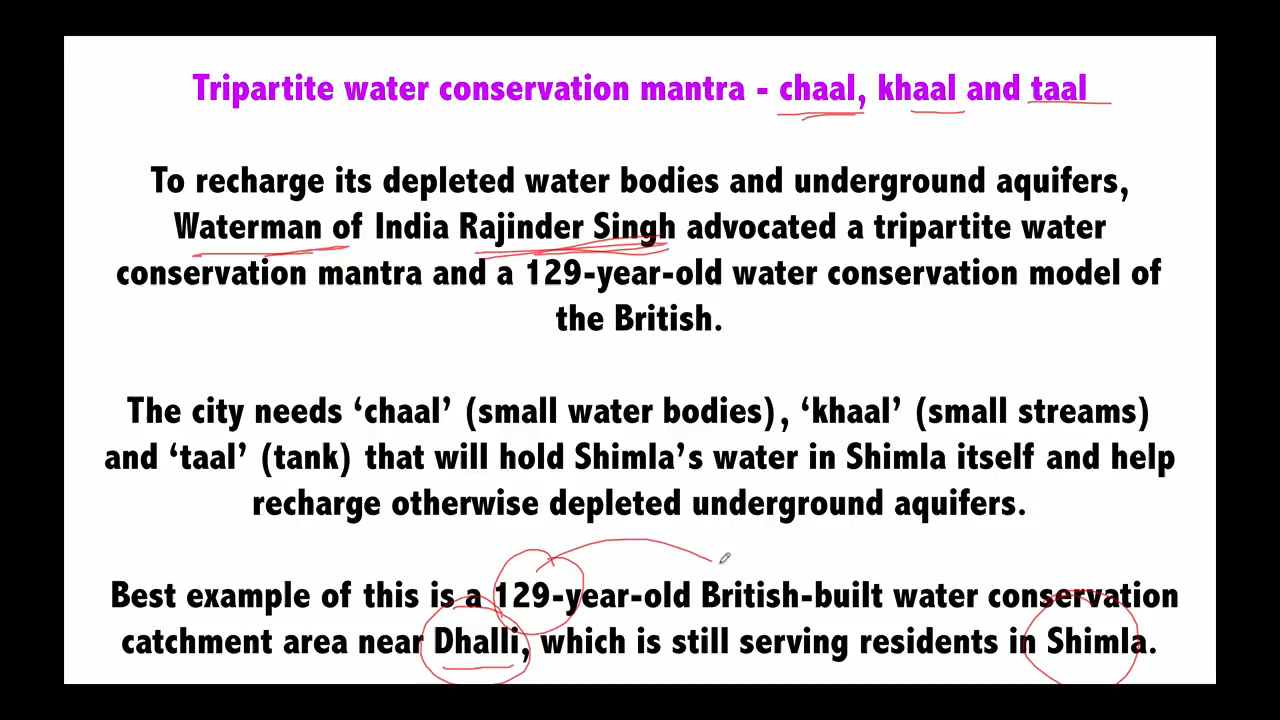 Tripartite water conservation mantra - chaal, khaal and taal
To recharge its depleted water bodies and underground aquifers,
Waterman of India Rajinder Singh advocated a tripartite water
conservation mantra and a 129-year-old water conservation model of
the British.
The city needs ‘chaal’ (small water bodies), ‘khaal’ (small streams)
and ‘taal’ (tank) that will hold Shimla’s water in Shimla itself and help
recharge otherwise depleted underground aquifers.
Best example of this is a 129-year-old British-built water conservation
catchment area near Dhalli, which is still serving residents in Shimla.